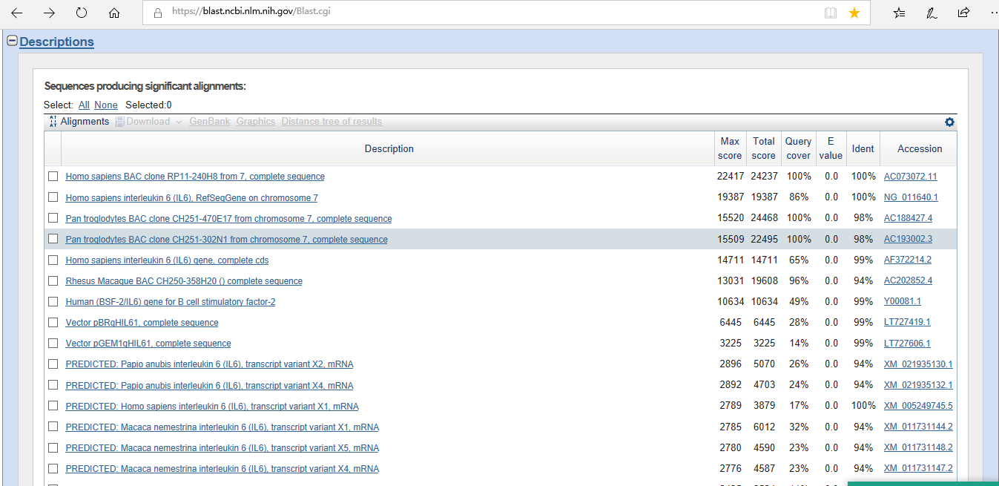 https://blast.ncbi.nlm.nih.gov/Blast.cgi
Descriptions
Sequences producing significant alignments:
Select: All None Selected:0
Alignments Download GenBank Graphics Distance tree of results
Description Max score Total score Query cover E value Ident Accession
Homo sapiens BAC clone RP11-240H8 from 7, complete sequence 22417 24237 100% 0.0 100% AC073072.11
Homo sapiens interleukin 6 (IL6), RefSeqGene on chromosome 7 19387 19387 86% 0.0 100% NG_011640.1
Pan troglodytes BAC clone CH251-470E17 from chromosome 7, complete sequence 15520 24468 100% 0.0 98% AC188427.4
Pan troglodytes BAC clone CH251-302N1 from chromosome 7, complete sequence 15509 22495 100% 0.0 98% AC193002.3
Homo sapiens interleukin 6 (IL6) gene, complete cds 14711 14711 65% 0.0 99% AF372214.2
Rhesus Macaque BAC CH250-358H20 () complete sequence 13031 19608 96% 0.0 94% AC202852.4
Human (BSF-2/IL6) gene for B cell stimulatory factor-2 10634 10634 49% 0.0 99% Y00081.1
Vector pBRgHIL61, complete sequence 6445 6445 28% 0.0 99% LT727419.1
Vector pGEM1gHIL61, complete sequence 3225 3225 14% 0.0 99% LT727606.1
PREDICTED: Papio anubis interleukin 6 (IL6), transcript variant X2, mRNA 2896 5070 26% 0.0 94% XM_021935130.1
PREDICTED: Papio anubis interleukin 6 (IL6), transcript variant X4, mRNA 2892 4703 24% 0.0 94% XM_021935132.1
PREDICTED: Homo sapiens interleukin 6 (IL6), transcript variant X1, mRNA 2789 3879 17% 0.0 100% XM_005249745.5
PREDICTED: Macaca nemestrina interleukin 6 (IL6), transcript variant X1, mRNA 2785 6012 32% 0.0 94% XM_011731144.2
PREDICTED: Macaca nemestrina interleukin 6 (IL6), transcript variant X5, mRNA 2780 4590 23% 0.0 94% XM_011731148.2
PREDICTED: Macaca nemestrina interleukin 6 (IL6), transcript variant X4, mRNA 2776 4587 23% 0.0 94% XM_011731147.2